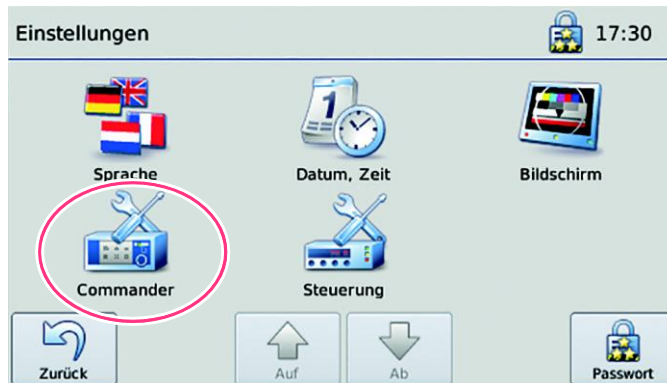 Einstellungen 17:30
Sprache Datum, Zeit Bildschirm
Commander Steuerung
Zurück Auf Ab Passwort